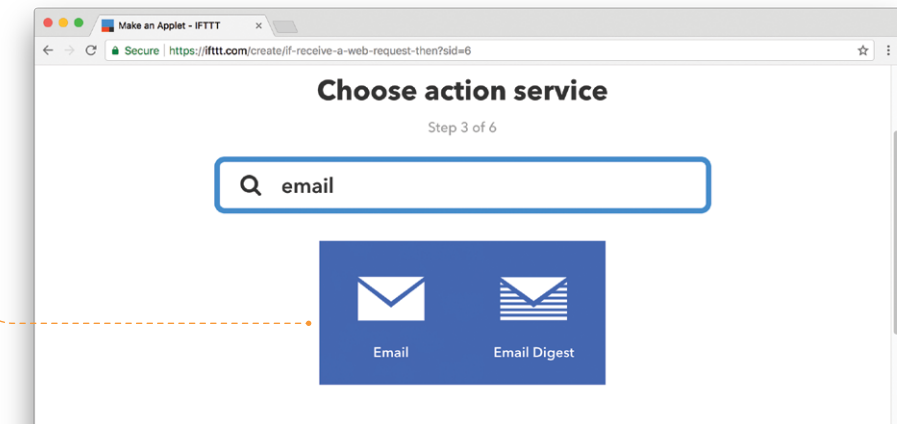 Make an Applet - IFTTT
Secure https://ifttt.com/create/if-receive-a-web-request-then?sid=6
Choose action service
Step 3 of 6
email
Email
Email Digest